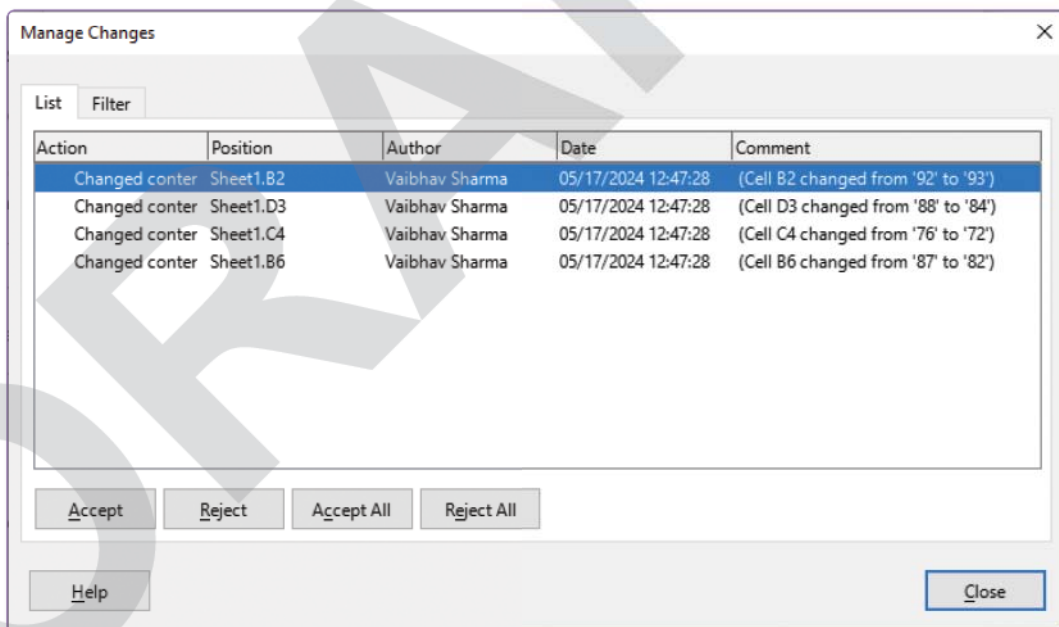 Manage Changes
List Filter
Action Position Author Date Comment
Changed conter Sheet1.B2 Vaibhav Sharma 05/17/2024 12:47:28 (Cell B2 changed from '92' to '93')
Changed conter Sheet1.D3 Vaibhav Sharma 05/17/2024 12:47:28 (Cell D3 changed from '88' to '84')
Changed conter Sheet1.C4 Vaibhav Sharma 05/17/2024 12:47:28 (Cell C4 changed from '76' to '72')
Changed conter Sheet1.B6 Vaibhav Sharma 05/17/2024 12:47:28 (Cell B6 changed from '87' to '82')
Accept Reject Accept All Reject All
Help Close